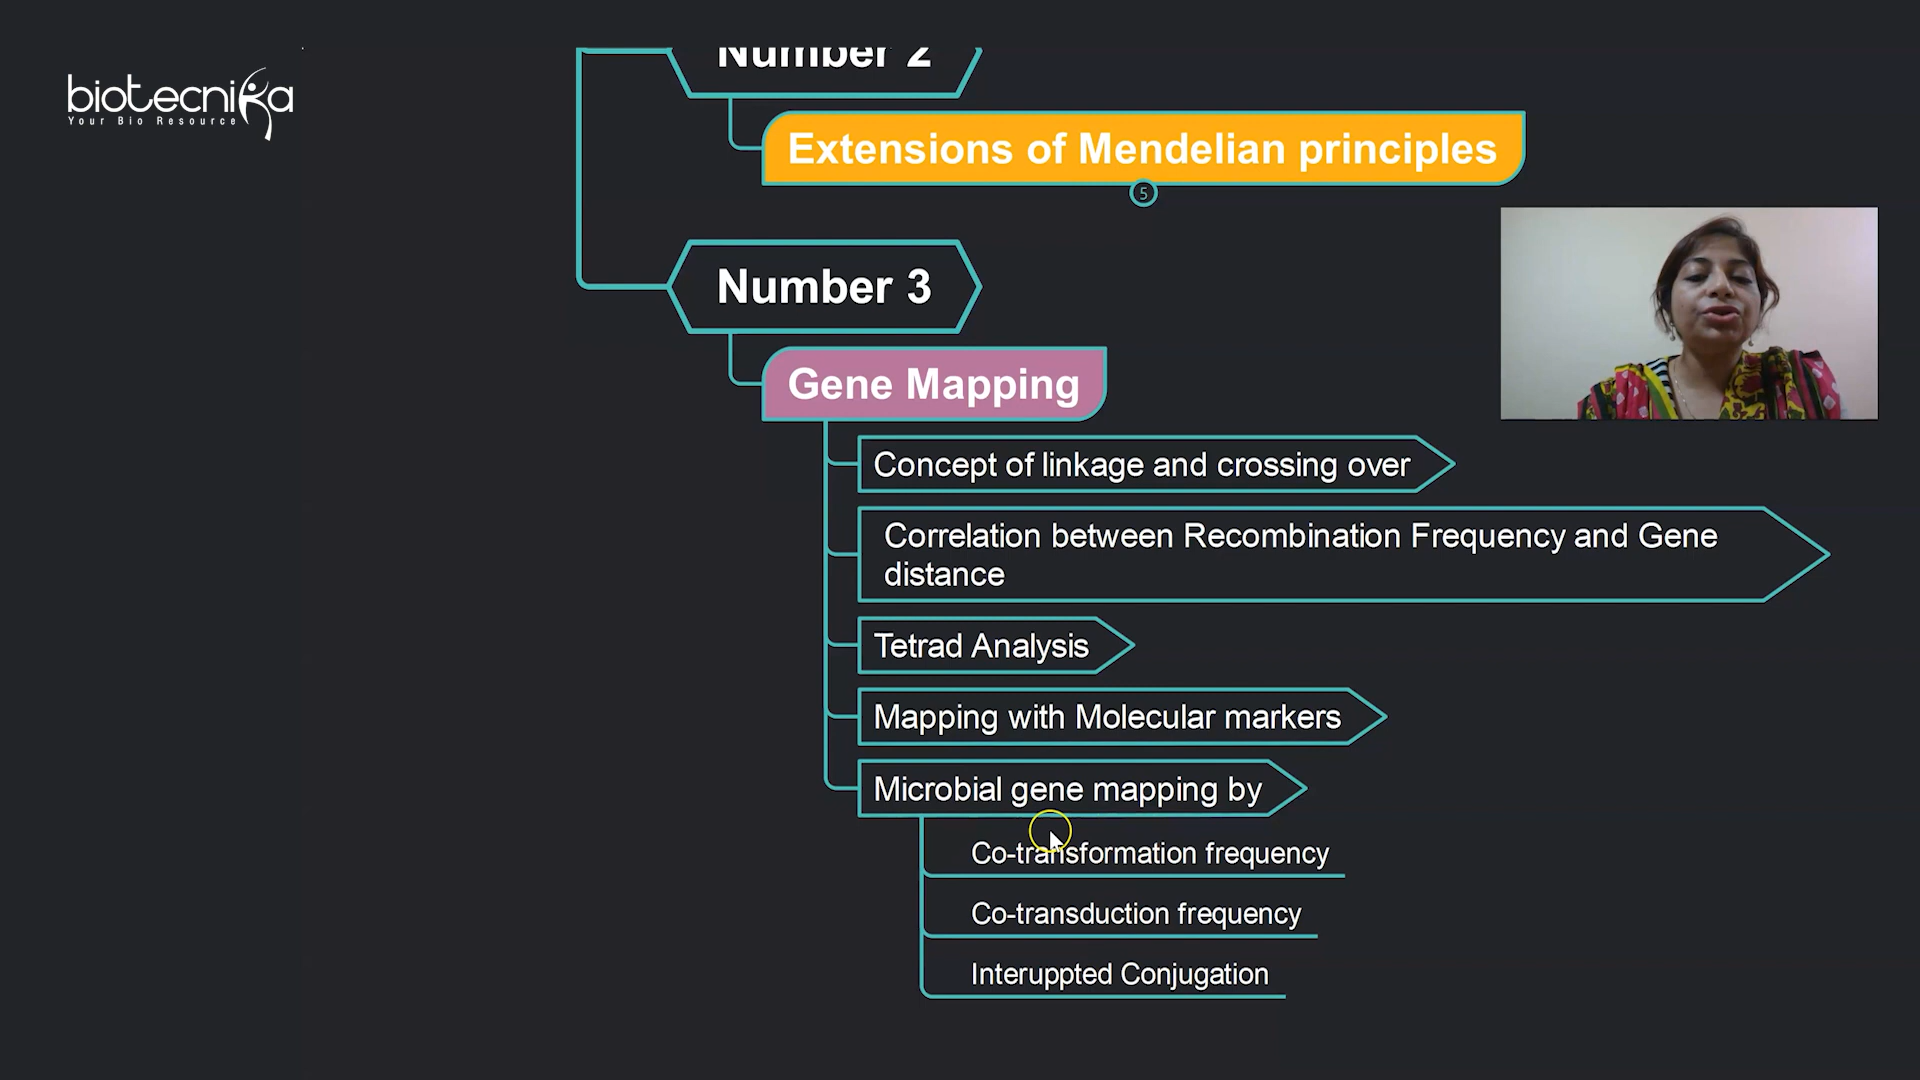 biotecnika
Your Bio Resource
Number 2
Extensions of Mendelian principles
5
Number 3
Gene Mapping
Concept of linkage and crossing over
Correlation between Recombination Frequency and Gene
distance
Tetrad Analysis
Mapping with Molecular markers
Microbial gene mapping by
Co-transformation frequency
Co-transduction frequency
Interuppted Conjugation